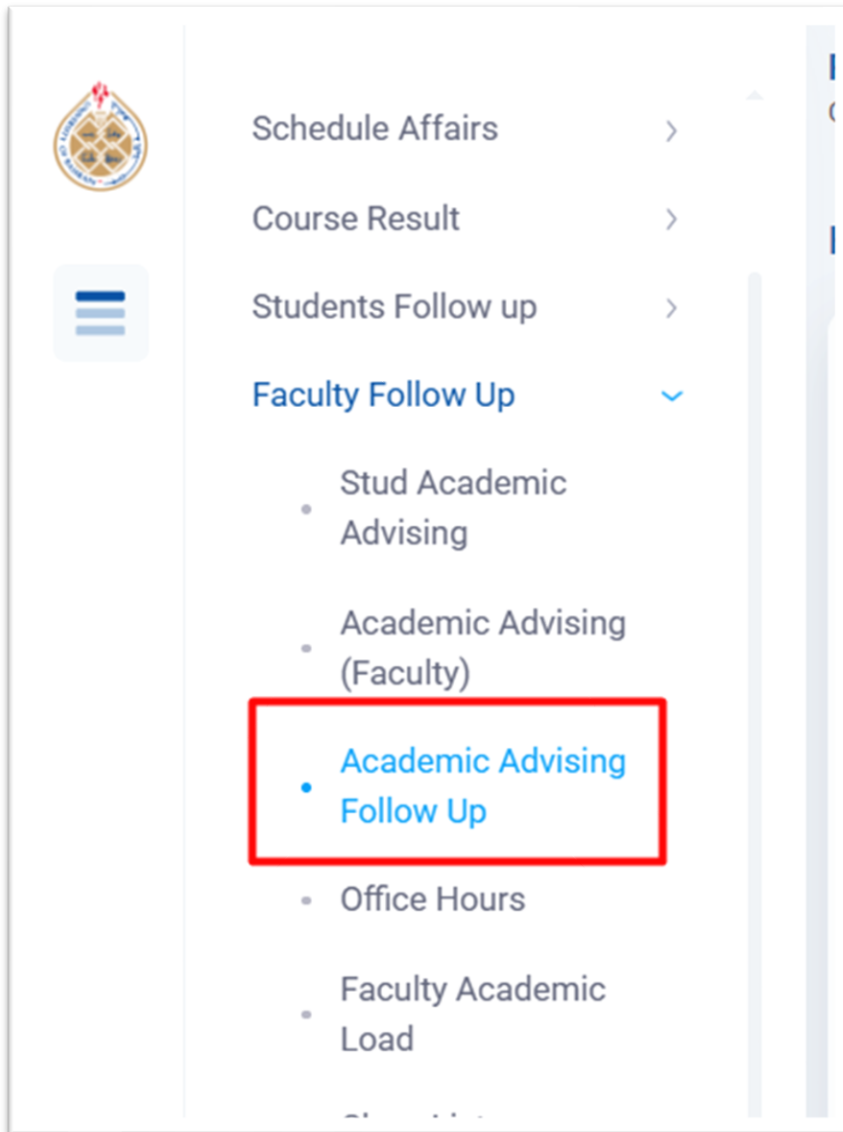 Schedule Affairs
Course Result
Students Follow up
Faculty Follow Up
Stud Academic
Advising
Academic Advising
(Faculty)
Academic Advising
Follow Up
Office Hours
Faculty Academic
Load